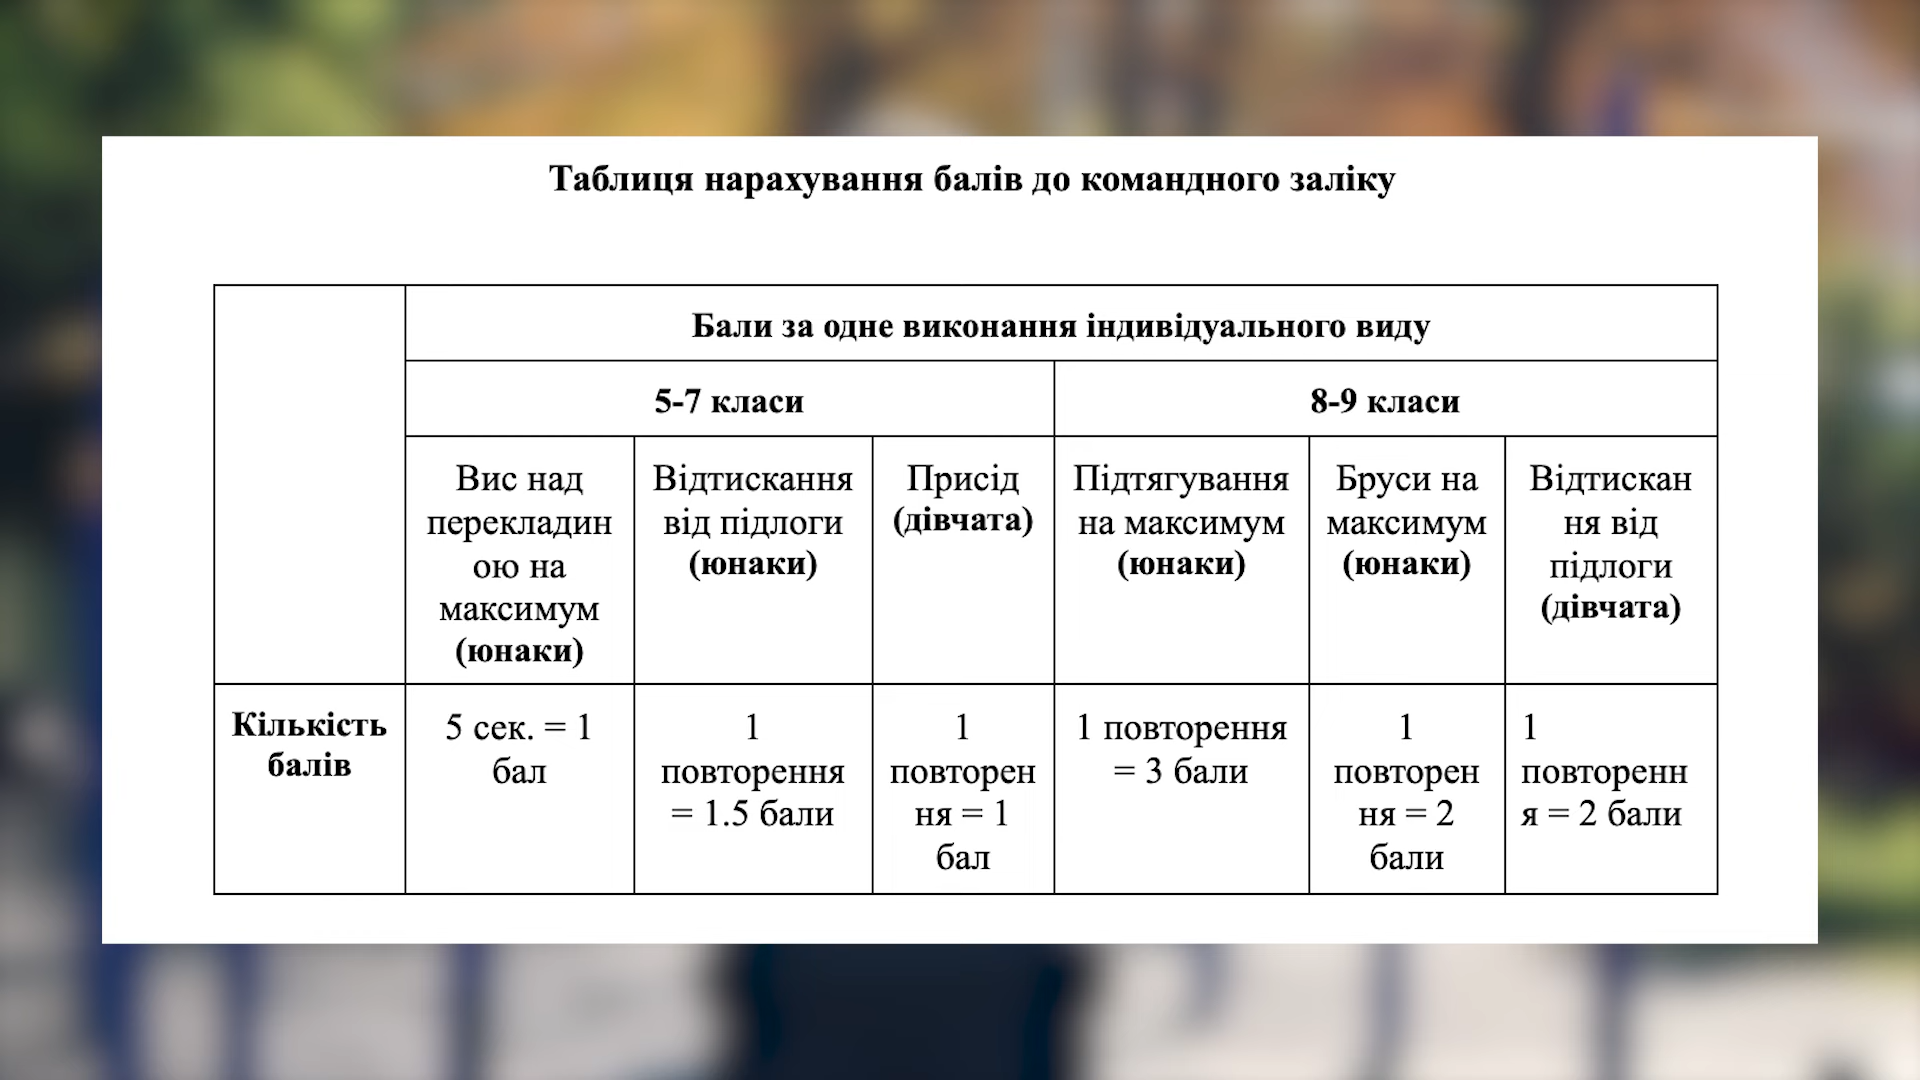 Таблиця нарахування балів до командного заліку
Бали за одне виконання індивідуального виду
5-7 класи
8-9 класи
Вис над
перекладин
ою на
максимум
(юнаки)
Відтискання
від підлоги
(юнаки)
Присід
(дівчата)
Підтягування
на максимум
(юнаки)
Бруси на
максимум
(юнаки)
Відтискан
ня від
підлоги
(дівчата)
Кількість
балів
5 сек. = 1
бал
1
повторення
= 1.5 бали
1
повторен
ня = 1
бал
1 повторення
= 3 бали
1
повторен
ня = 2
бали
1
повторенн
я = 2 бали